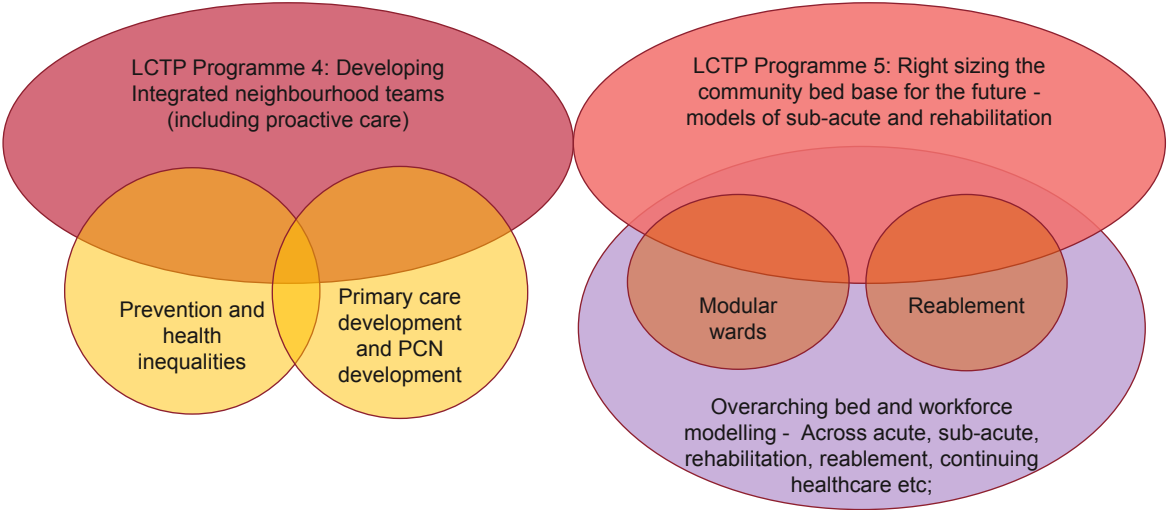 LCTP Programme 4: Developing
Integrated neighbourhood teams
(including proactive care)
Prevention and
health
inequalities
Primary care
development
and PCN
development
LCTP Programme 5: Right sizing the
community bed base for the future -
models of sub-acute and rehabilitation
Modular
wards
Reablement
Overarching bed and workforce
modelling - Across acute, sub-acute,
rehabilitation, reablement, continuing
healthcare etc;